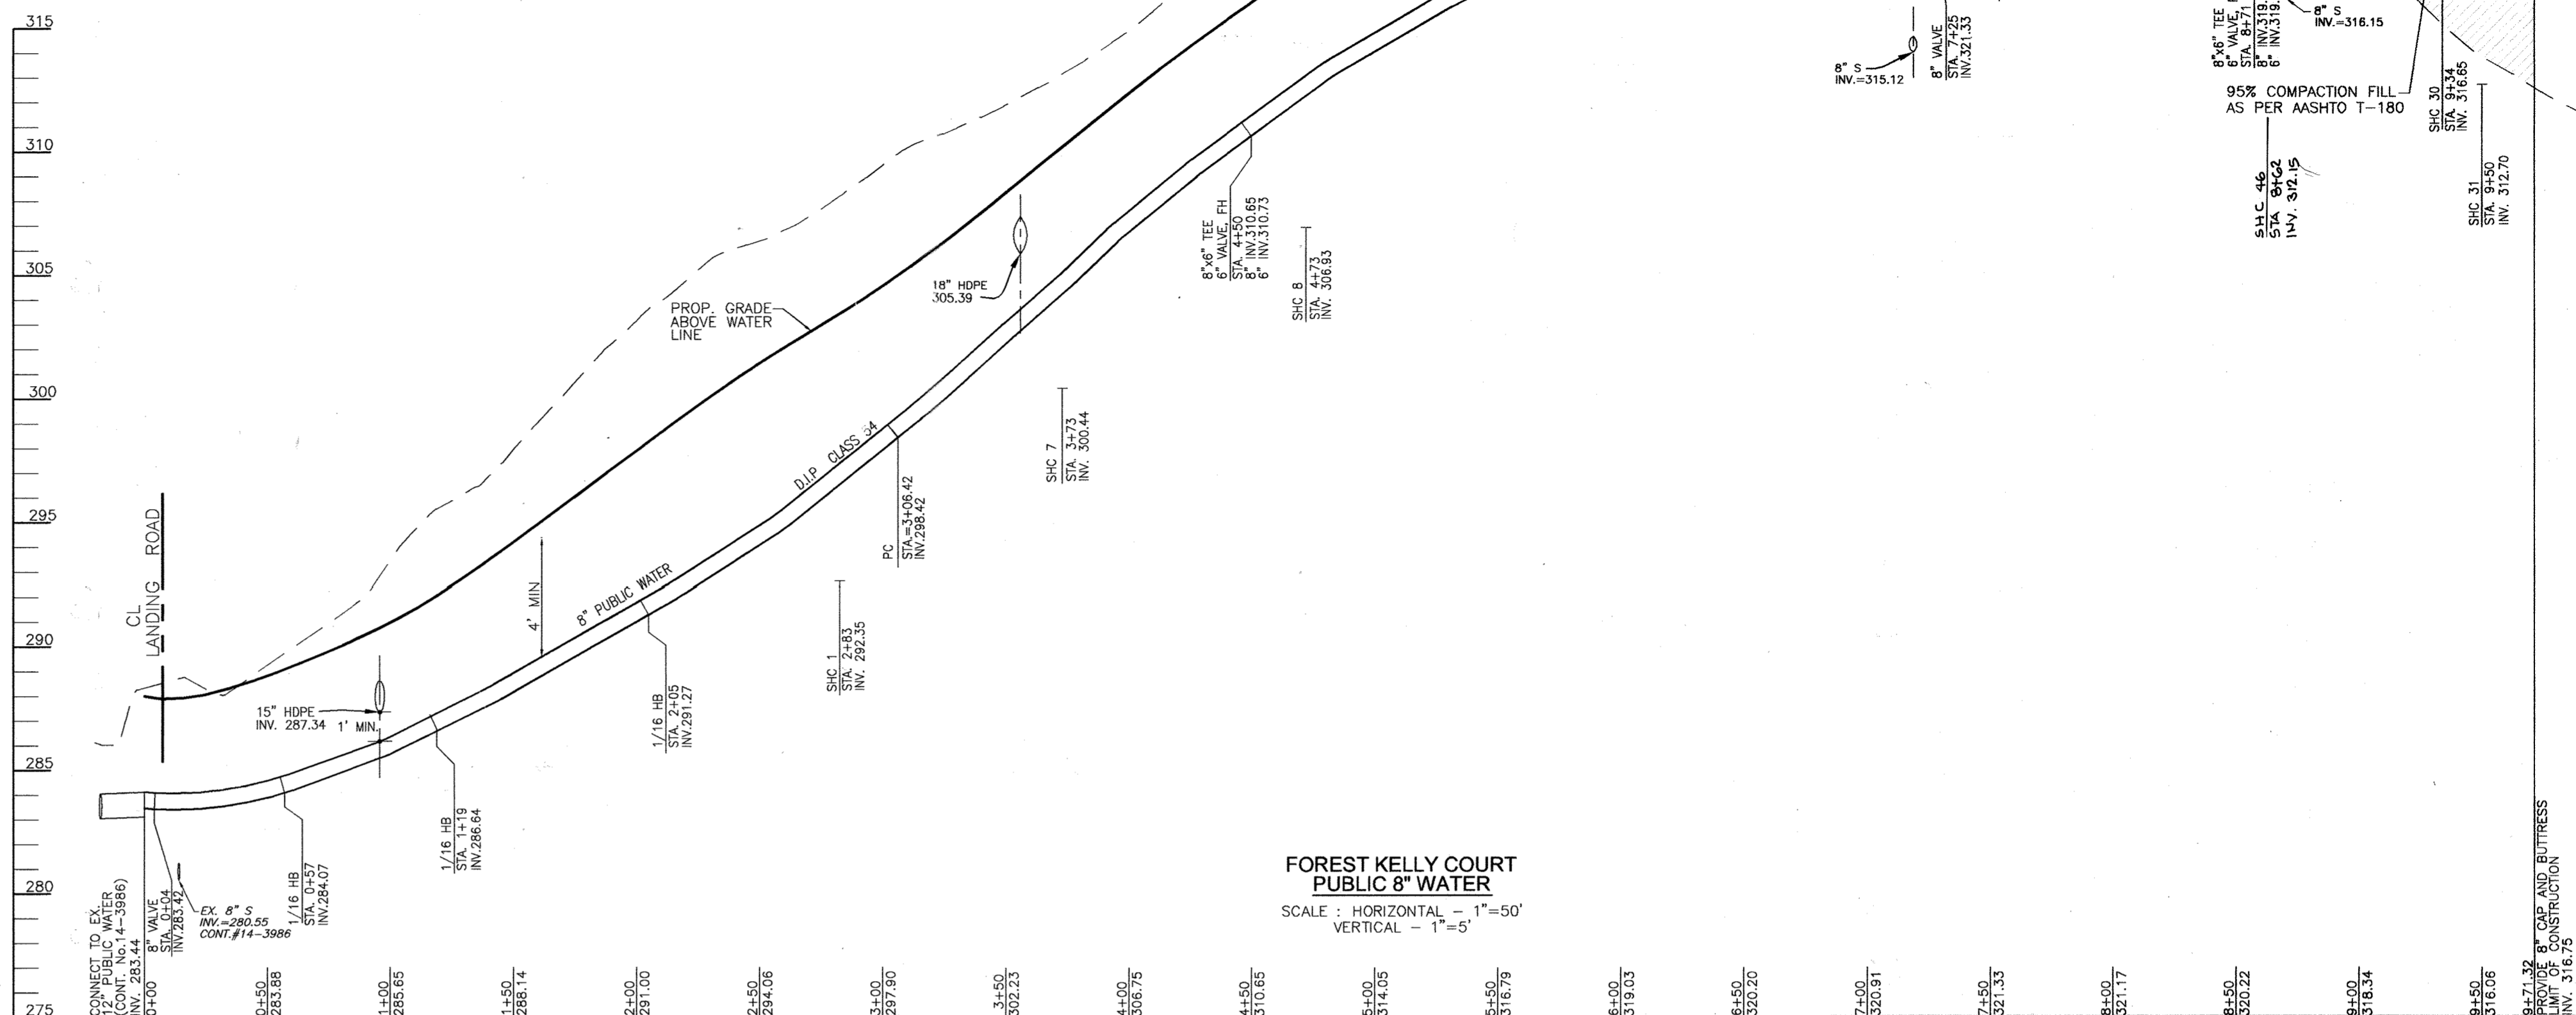 315
310
305
300
295
290
285
280
275
CL
LANDING ROAD
PROP. GRADE
ABOVE WATER
LINE
15" HDPE
INV. 287.34
1' MIN.
4' MIN
8" PUBLIC WATER
D.I.P CLASS 54
18" HDPE
305.39
CONNECT TO EX.
12" PUBLIC WATER
(CONT. No.14-3986)
INV. 283.44
8" VALVE
STA. 0+04
INV.283.42
EX. 8" S
INV.=280.55
CONT.#14-3986
1/16 HB
STA. 0+57
INV.284.07
1/16 HB
STA. 1+19
INV.286.64
1/16 HB
STA. 2+05
INV.291.27
SHC 1
STA. 2+83
INV. 292.35
PC
STA.=3+06.42
INV.298.42
SHC 7
STA. 3+73
INV. 300.44
8"x6" TEE
6" VALVE, FH
STA. 4+50
8" INV.310.65
6" INV.310.73
SHC 8
STA. 4+73
INV. 306.93
8" S
INV.=315.12
8" VALVE
STA. 7+25
INV.321.33
8"x6" TEE
6" VALVE,
STA. 8+71
8" INV.319.
6" INV.319.
8" S
INV.=316.15
95% COMPACTION FILL
AS PER AASHTO T-180
SHC 46
STA 8+62
INV. 312.15
SHC 30
STA. 9+34
INV. 316.65
SHC 31
STA. 9+50
INV. 312.70
FOREST KELLY COURT
PUBLIC 8" WATER
SCALE : HORIZONTAL - 1"=50'
VERTICAL - 1"=5'
0+00
0+50
283.88
1+00
285.65
1+50
288.14
2+00
291.00
2+50
294.06
3+00
297.90
3+50
302.23
4+00
306.75
4+50
310.65
5+00
314.05
5+50
316.79
6+00
319.03
6+50
320.20
7+00
320.91
7+50
321.33
8+00
321.17
8+50
320.22
9+00
318.34
9+50
316.06
9+71.32
PROVIDE 8" CAP AND BUTTRESS
LIMIT OF CONSTRUCTION
INV. 316.75